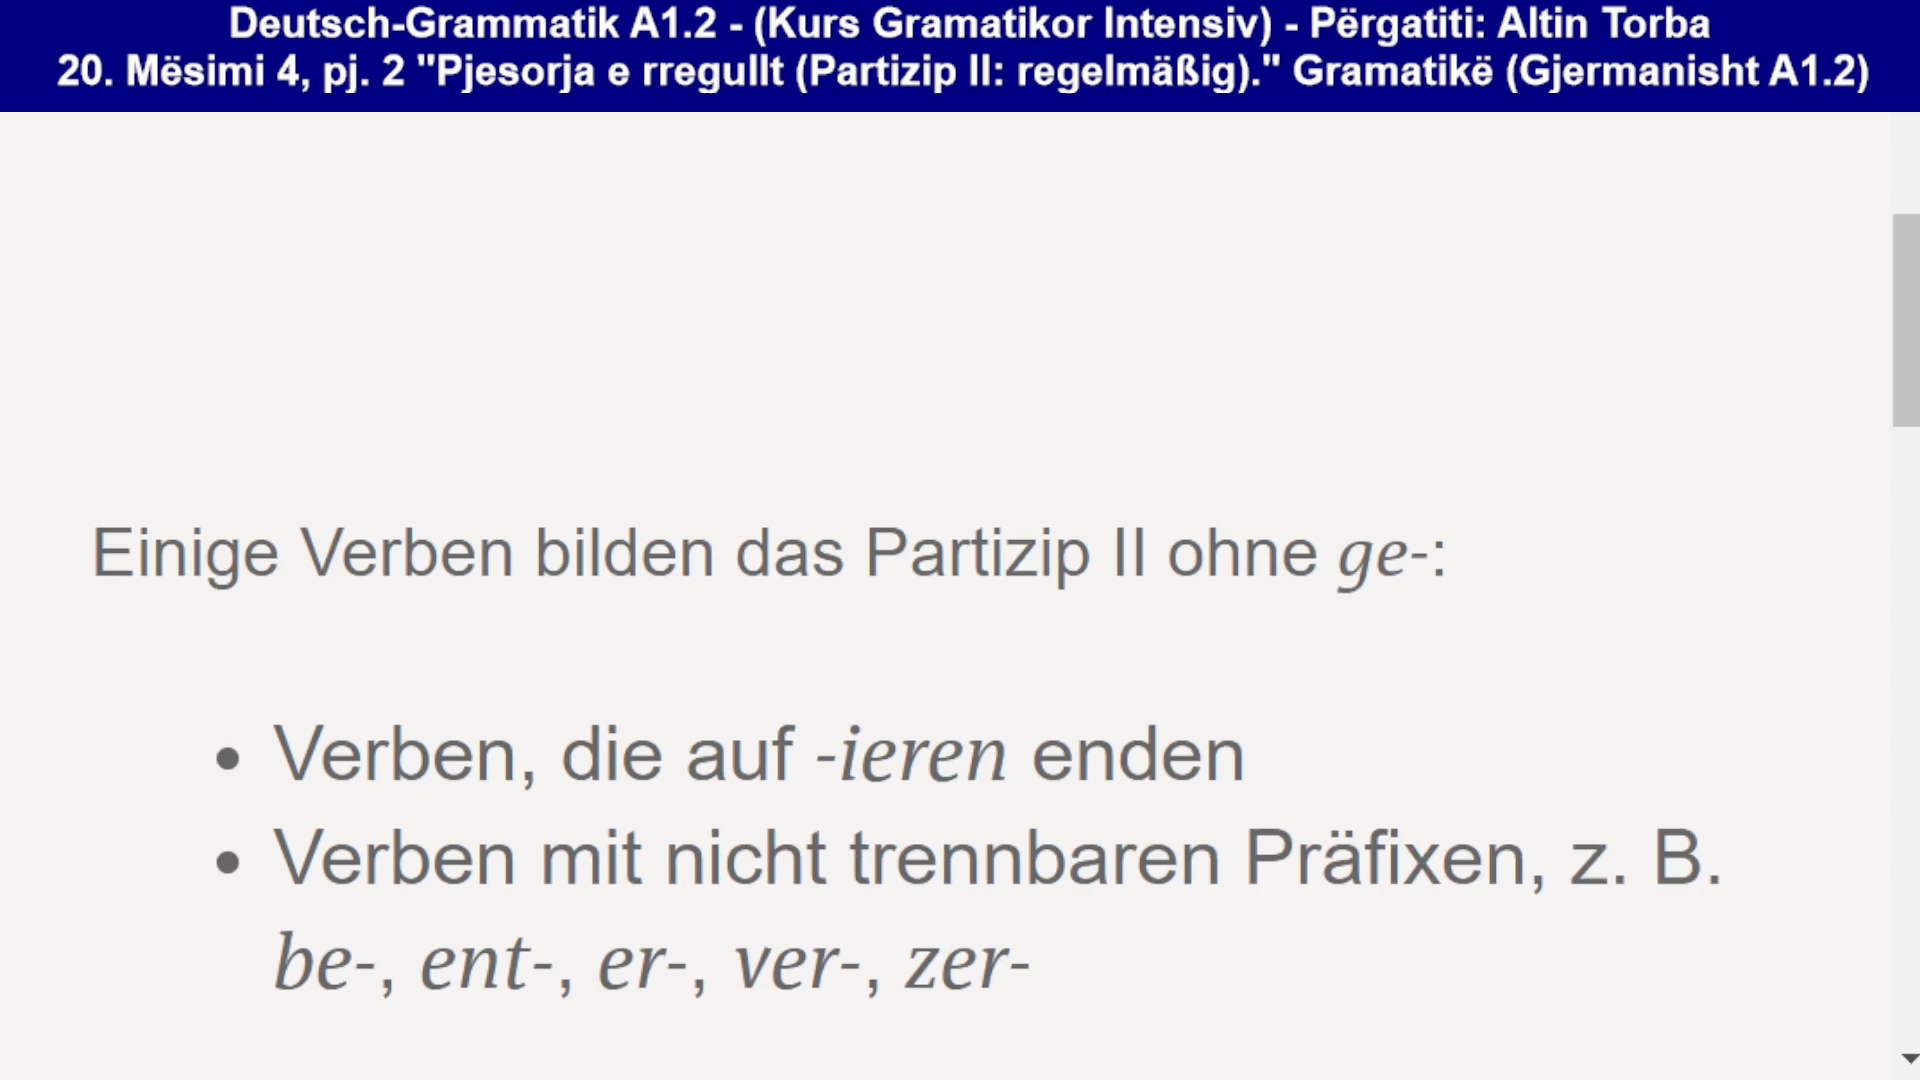 Deutsch-Grammatik A1.2 - (Kurs Gramatikor Intensiv) - Përgatiti: Altin Torba
20. Mësimi 4, pj. 2 "Pjesorja e rregullt (Partizip II: regelmäßig)." Gramatikë (Gjermanisht A1.2)
Einige Verben bilden das Partizip II ohne ge-:
• Verben, die auf -ieren enden
• Verben mit nicht trennbaren Präfixen, z. B.
be-, ent-, er-, ver-, zer-